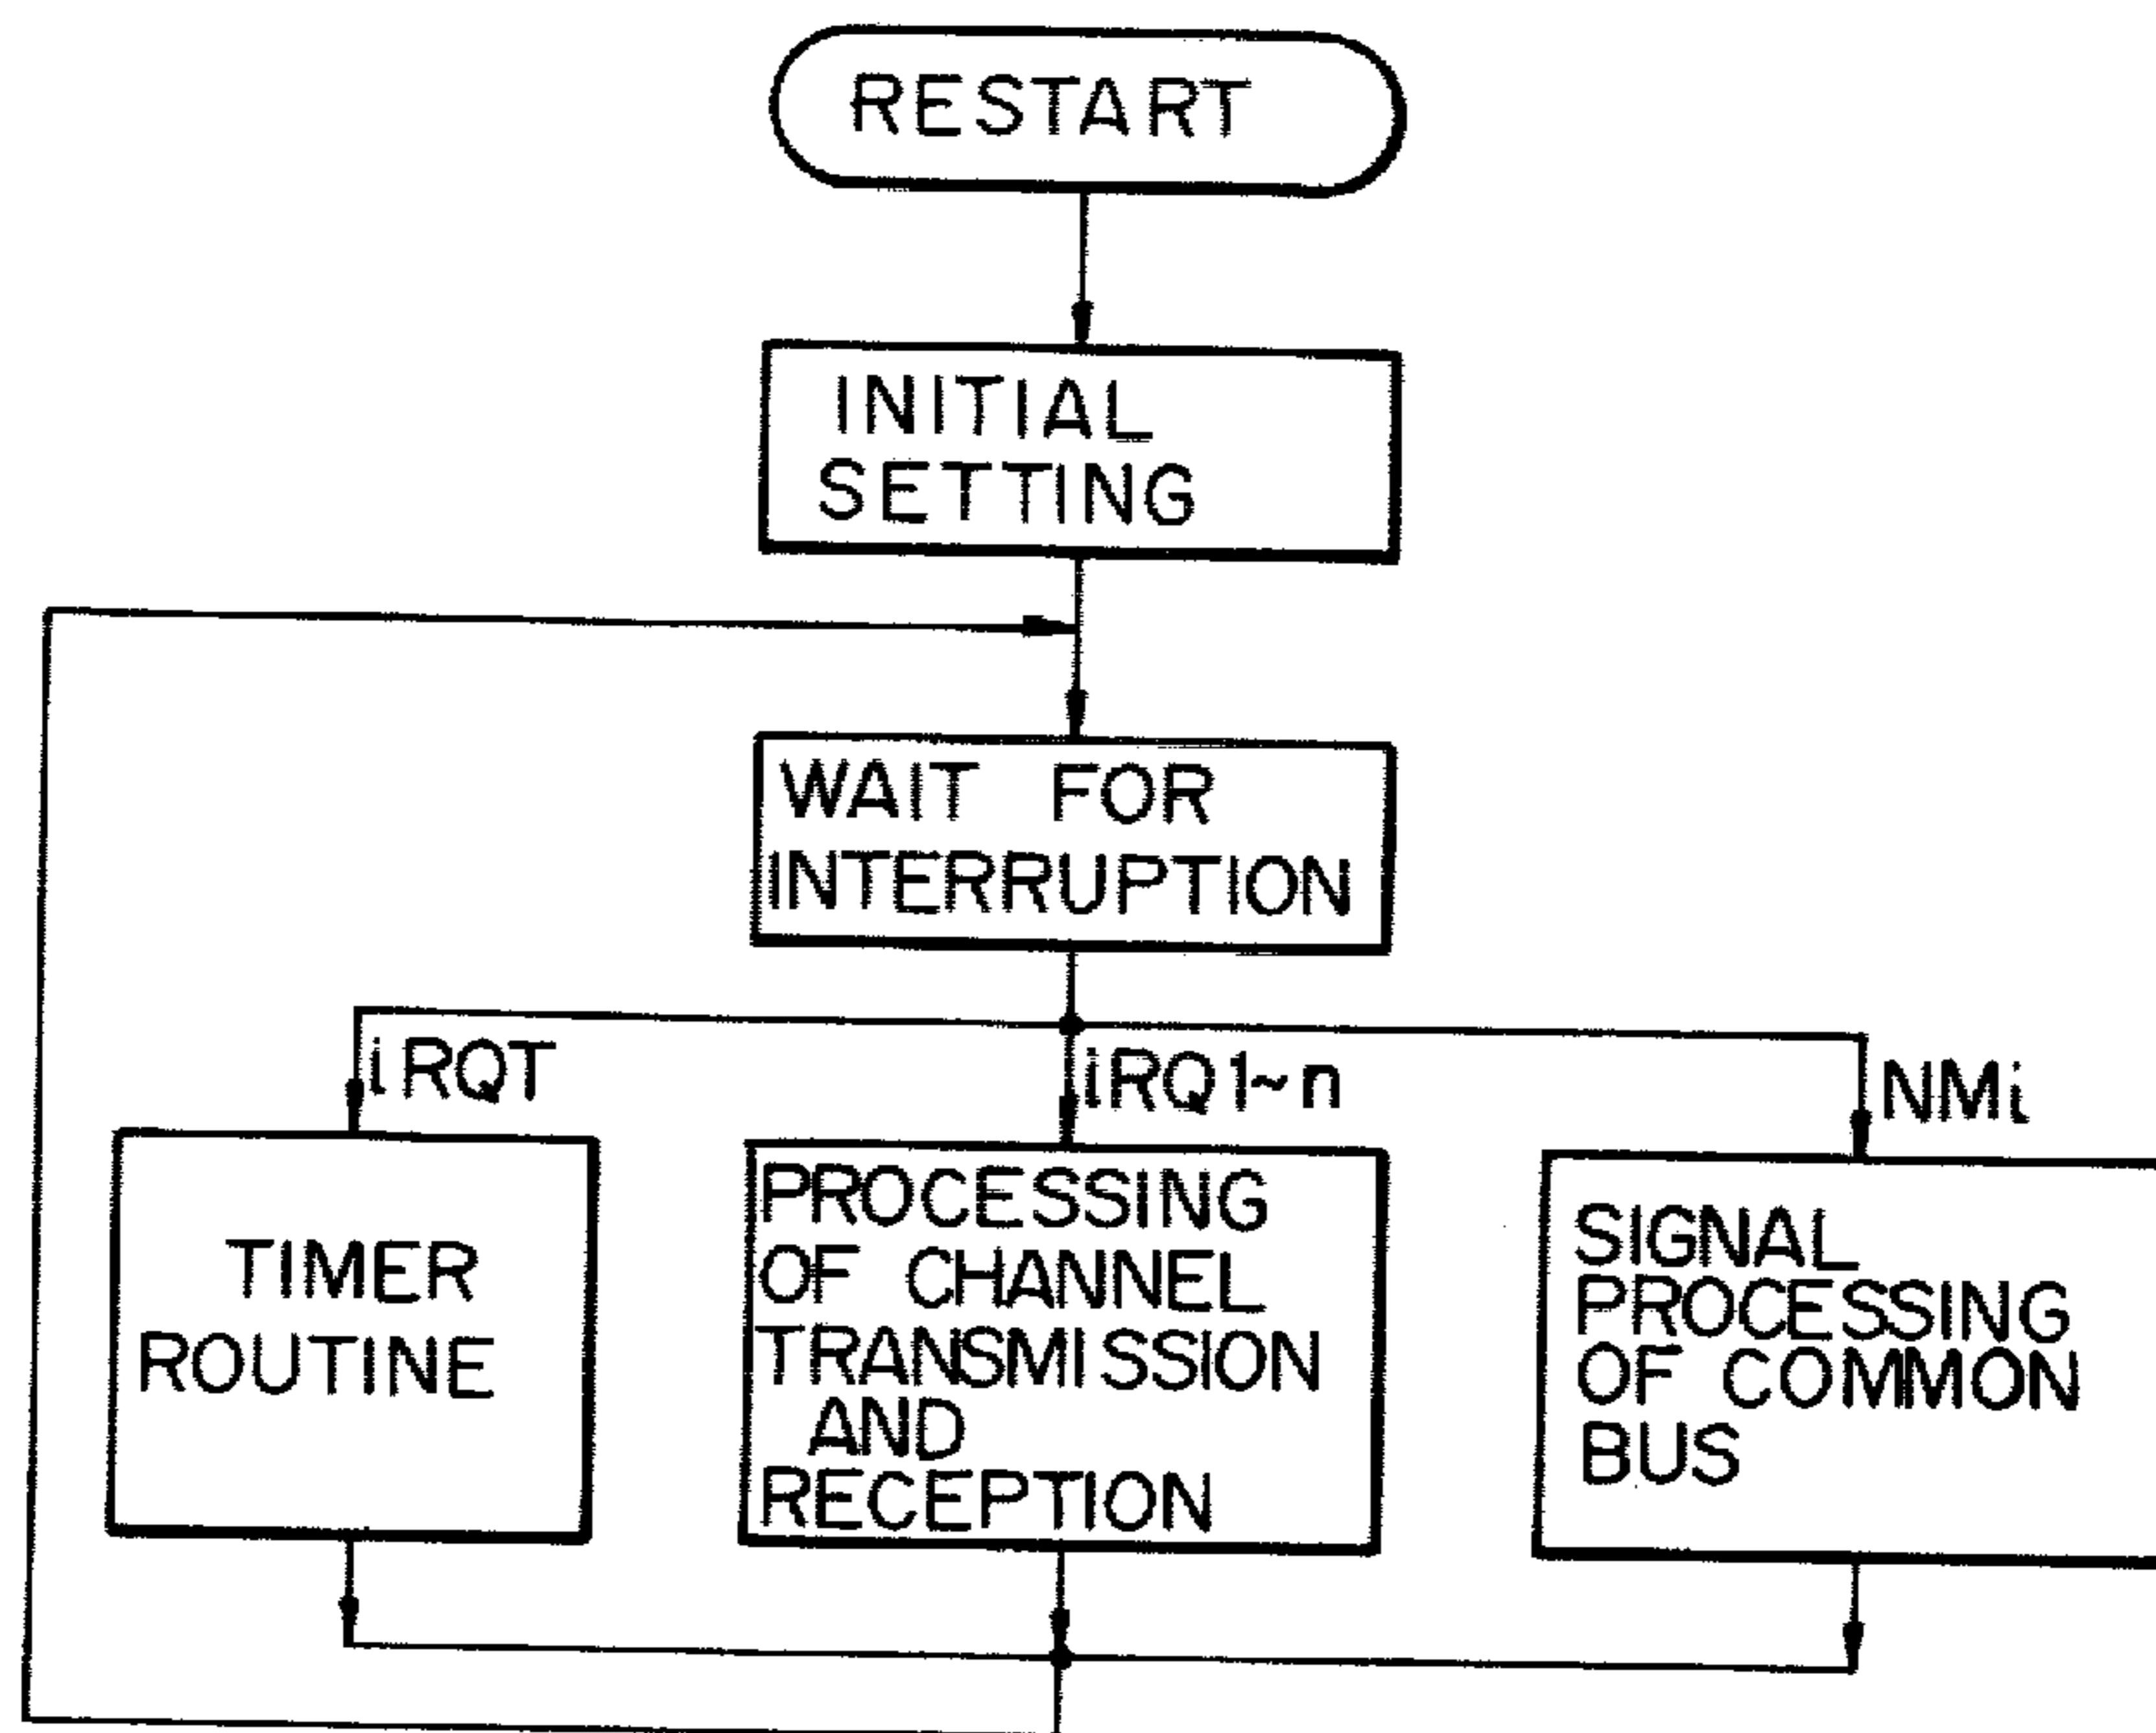 RESTART
INITIAL
SETTING
WAIT FOR
INTERRUPTION
iRQT
iRQ1~n
NMi
TIMER
ROUTINE
PROCESSING
OF CHANNEL
TRANSMISSION
AND
RECEPTION
SIGNAL
PROCESSING
OF COMMON
BUS